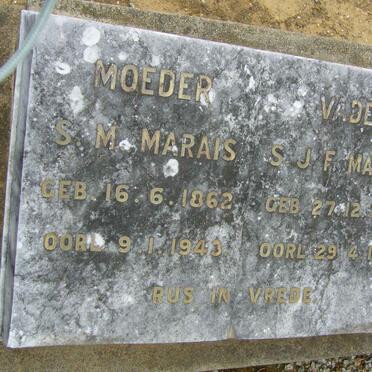 MOEDER
S. M. MARAIS
GEB. 16. 6. 1862
OORL. 9. 1. 1943.
S. J. F.
GEB. 27. 12.
OORL. 29. 4.
RUS IN VREDE.